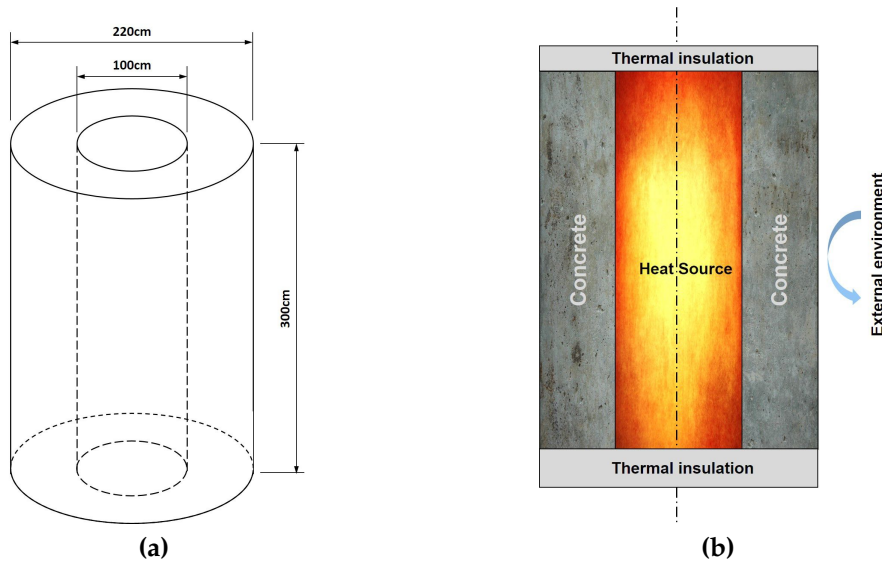 220cm
100cm
300cm
(a)
Thermal insulation
Concrete
Heat Source
Concrete
External environment
Thermal insulation
(b)